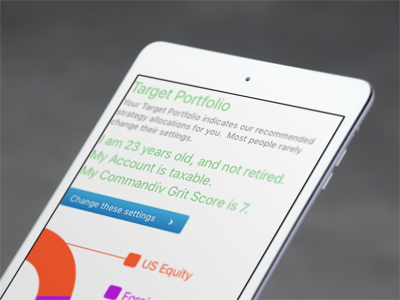 Target Portfolio
Your Target Portfolio indicates our recommended
strategy allocations for you. Most people rarely
change their settings.
I am 23 years old, and not retired.
My Account is taxable.
My Commandiv Grit Score is 7.
Change these settings >
US Equity